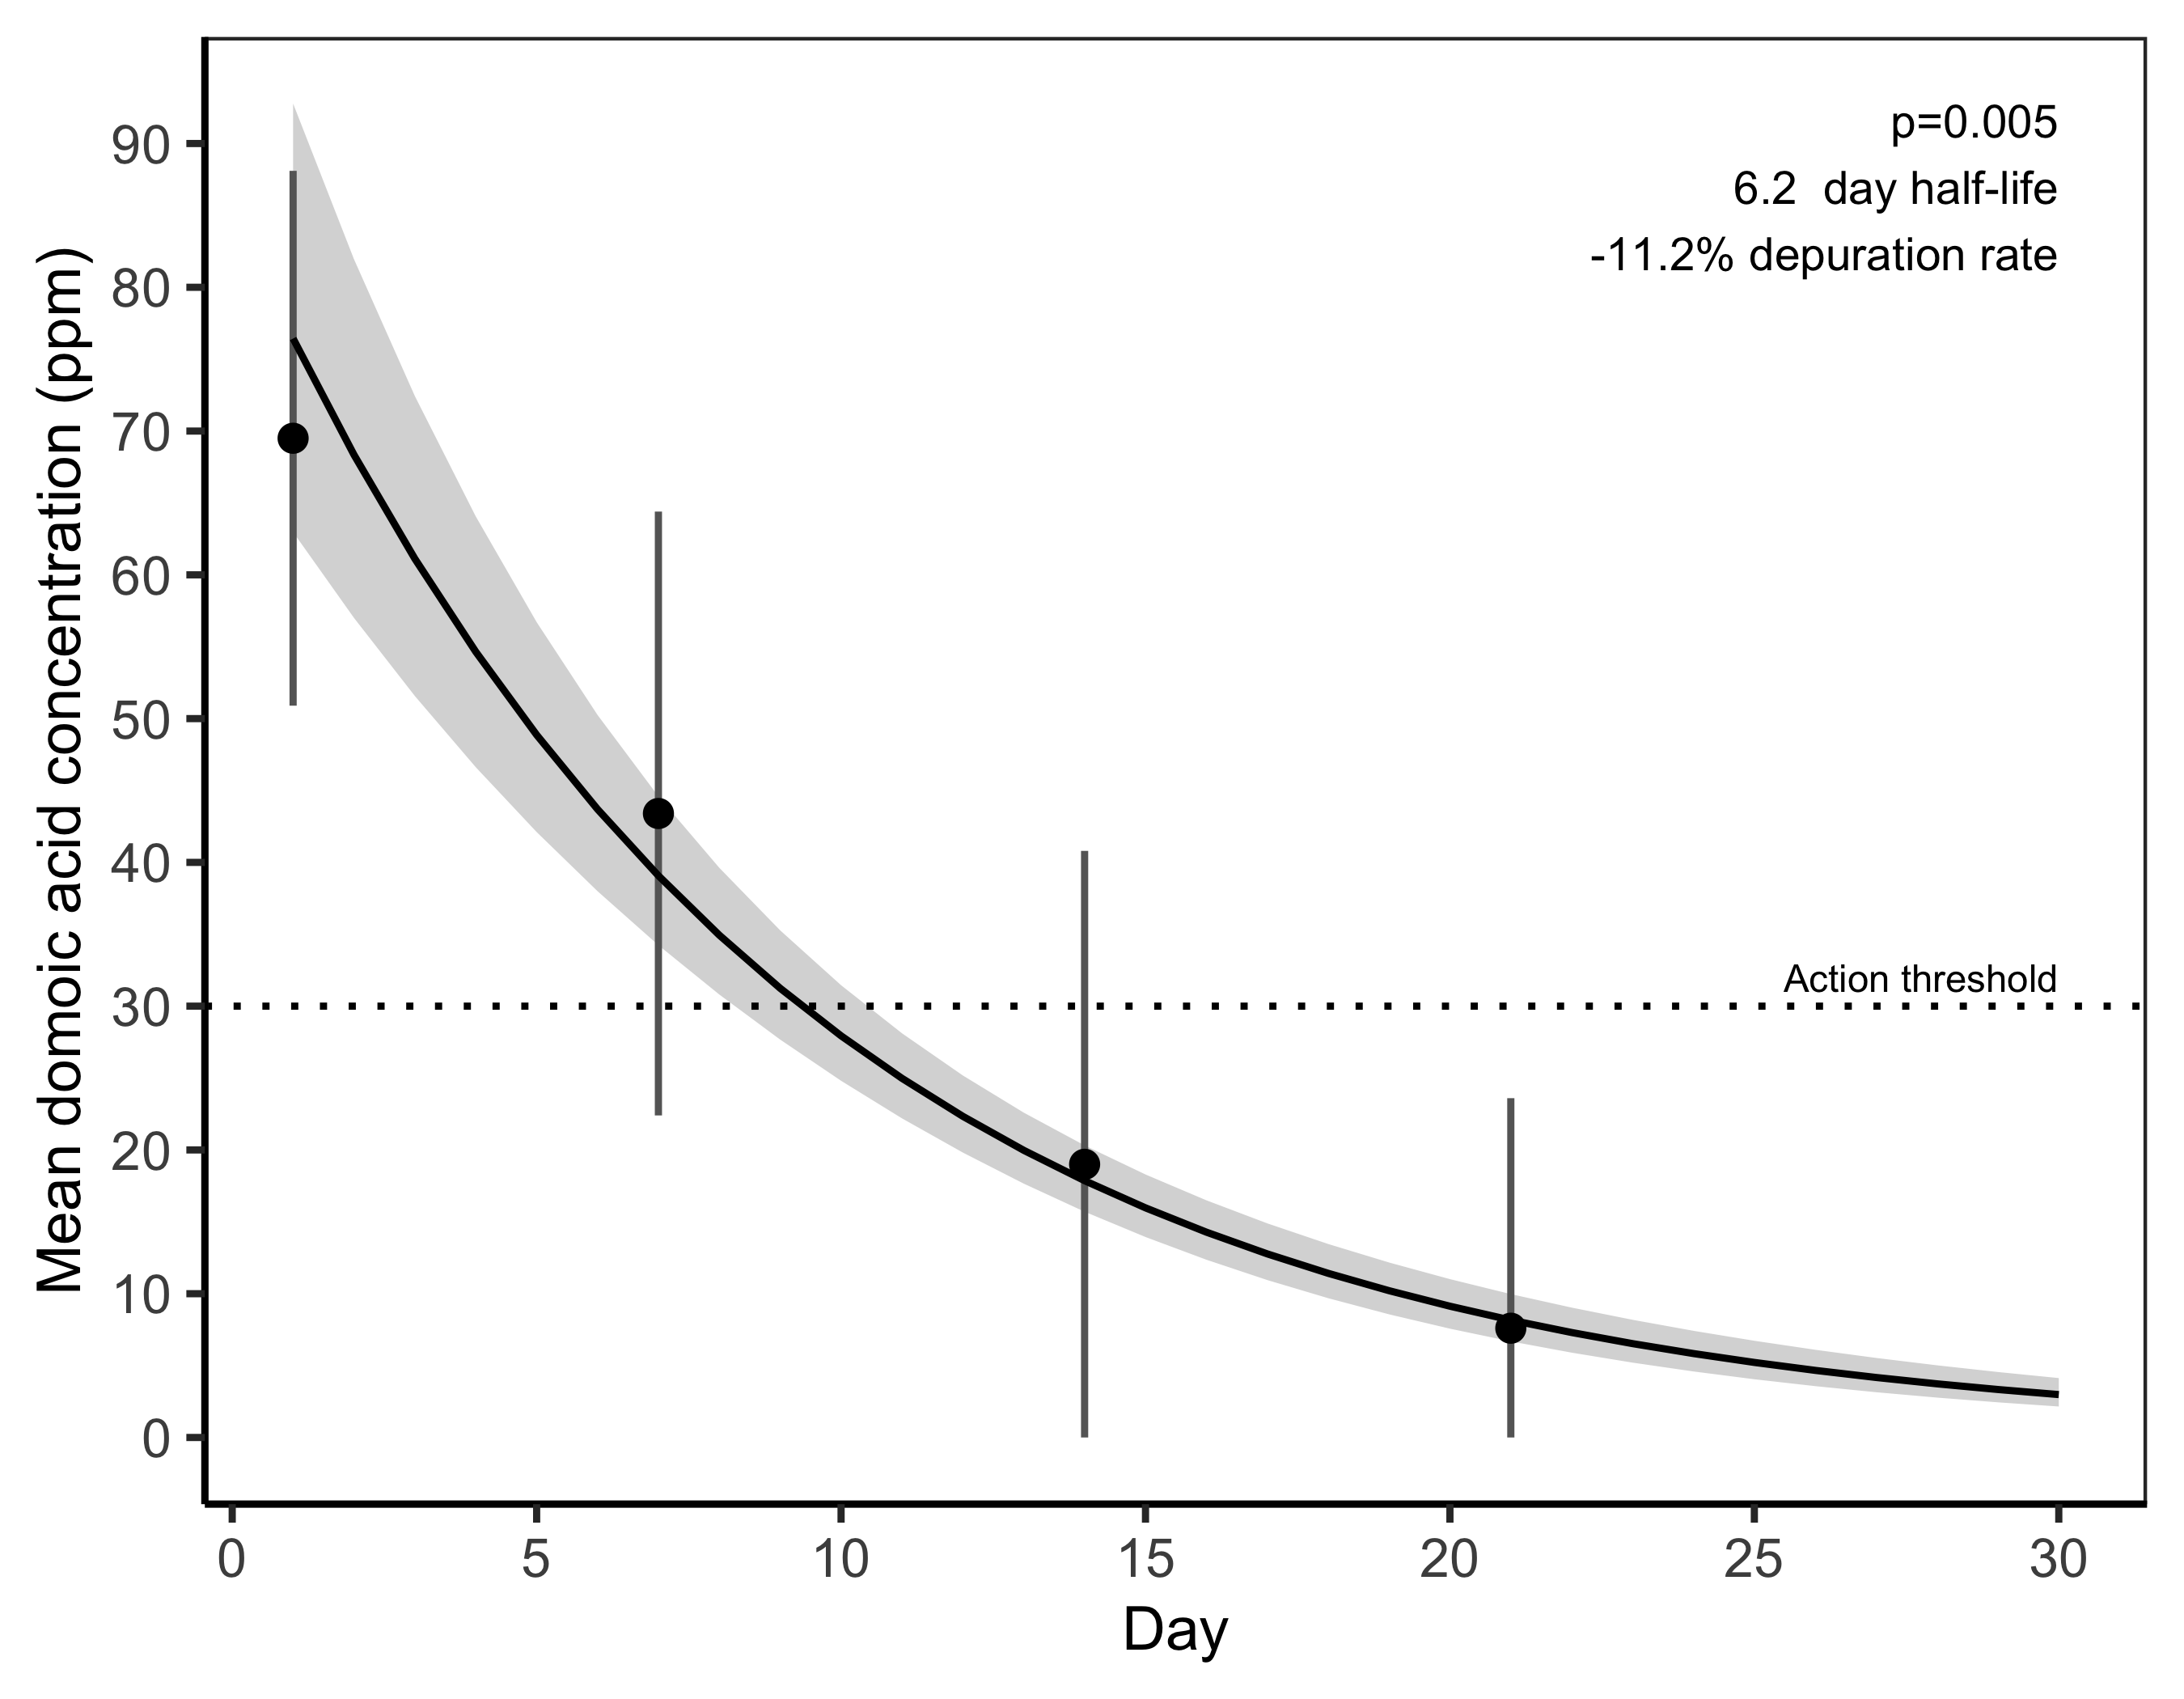 p=0.005
6.2  day half-life
-11.2% depuration rate
Mean domoic acid concentration (ppm)
90
80
70
60
50
40
30
20
10
0
Action threshold
0 5 10 15 20 25 30
Day